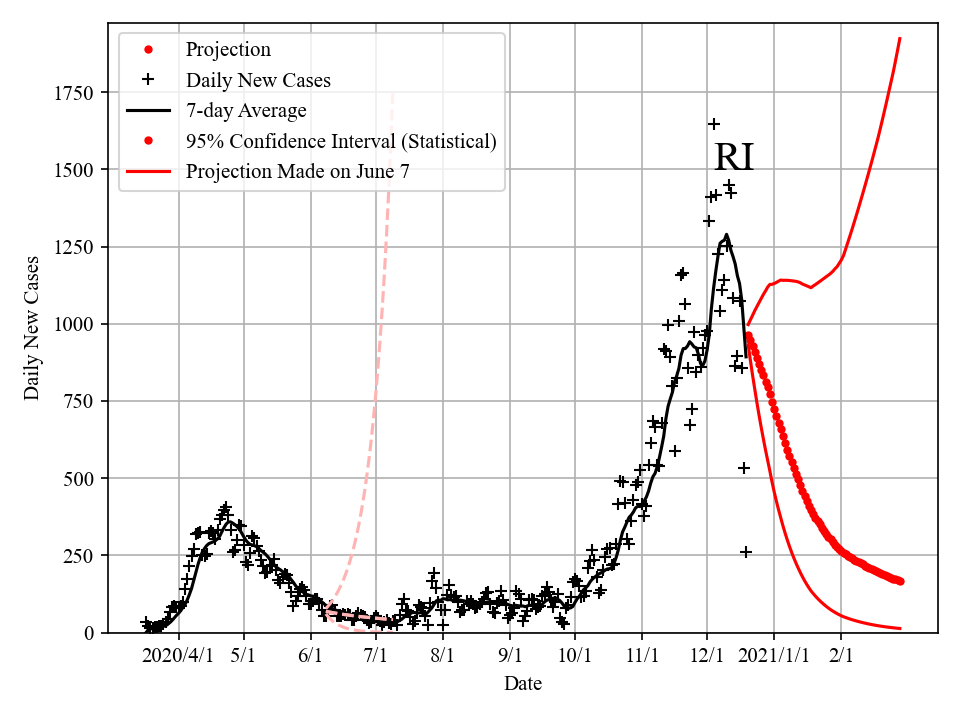 Projection
Daily New Cases
7-day Average
95% Confidence Interval (Statistical)
Projection Made on June 7
RI
1750
1500
1250
1000
750
500
250
0
Daily New Cases
2020/4/1 5/1 6/1 7/1 8/1 9/1 10/1 11/1 12/1 2021/1/1 2/1
Date